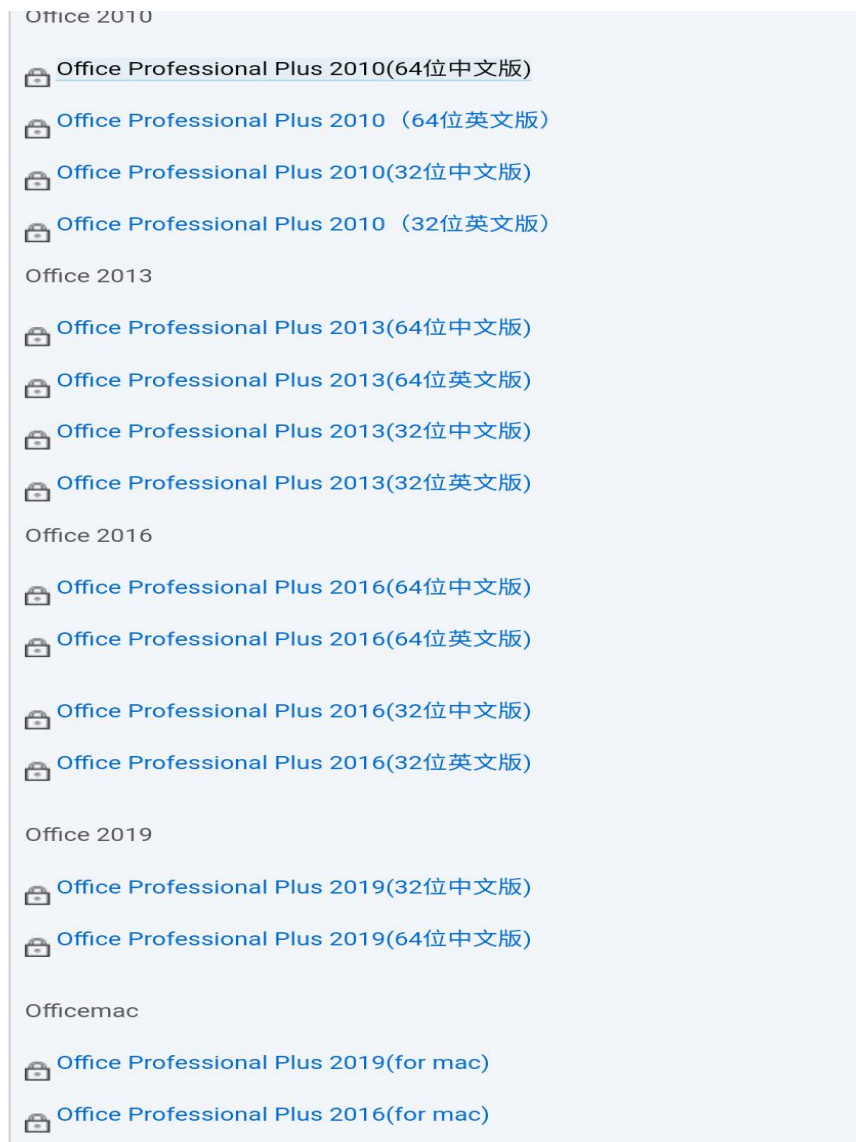 Office 2010
Office Professional Plus 2010(64位中文版)
Office Professional Plus 2010（64位英文版）
Office Professional Plus 2010(32位中文版)
Office Professional Plus 2010（32位英文版）
Office 2013
Office Professional Plus 2013(64位中文版)
Office Professional Plus 2013(64位英文版)
Office Professional Plus 2013(32位中文版)
Office Professional Plus 2013(32位英文版)
Office 2016
Office Professional Plus 2016(64位中文版)
Office Professional Plus 2016(64位英文版)
Office Professional Plus 2016(32位中文版)
Office Professional Plus 2016(32位英文版)
Office 2019
Office Professional Plus 2019(32位中文版)
Office Professional Plus 2019(64位中文版)
Officemac
Office Professional Plus 2019(for mac)
Office Professional Plus 2016(for mac)